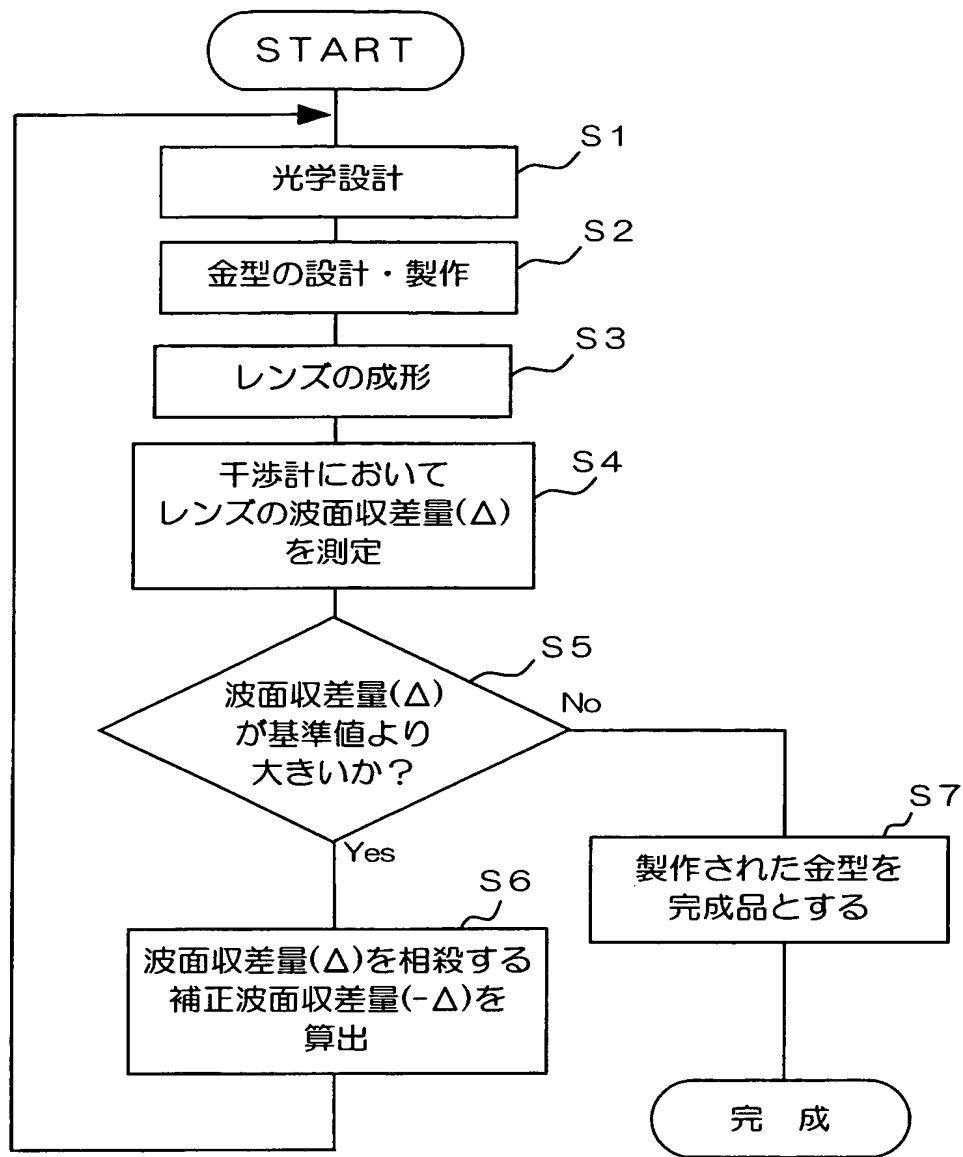 START
S1
光学設計
S2
金型の設計・製作
S3
レンズの成形
S4
干渉計において
レンズの波面収差量(Δ)
を測定
S5
波面収差量(Δ)
が基準値より
大きいか？
No
Yes
S6
波面収差量(Δ)を相殺する
補正波面収差量(-Δ)を
算出
S7
製作された金型を
完成品とする
完 成